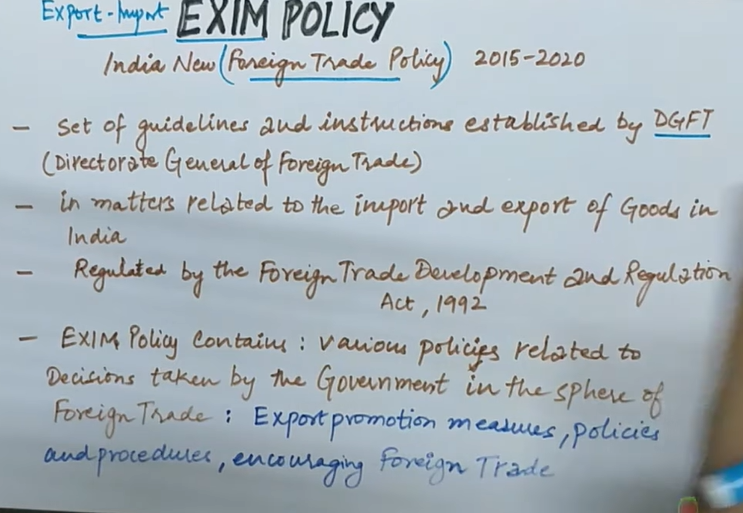 Export-Import EXIM POLICY
India New (Foreign Trade Policy) 2015-2020
- Set of guidelines and instructions established by DGFT
(Directorate General of Foreign Trade)
- in matters related to the import and export of Goods in
India
- Regulated by the Foreign Trade Development and Regulation
Act, 1992
- EXIM Policy Contains : various policies related to
Decisions taken by the Government in the sphere of
Foreign Trade : Export promotion measures, policies
and procedures, encouraging Foreign Trade